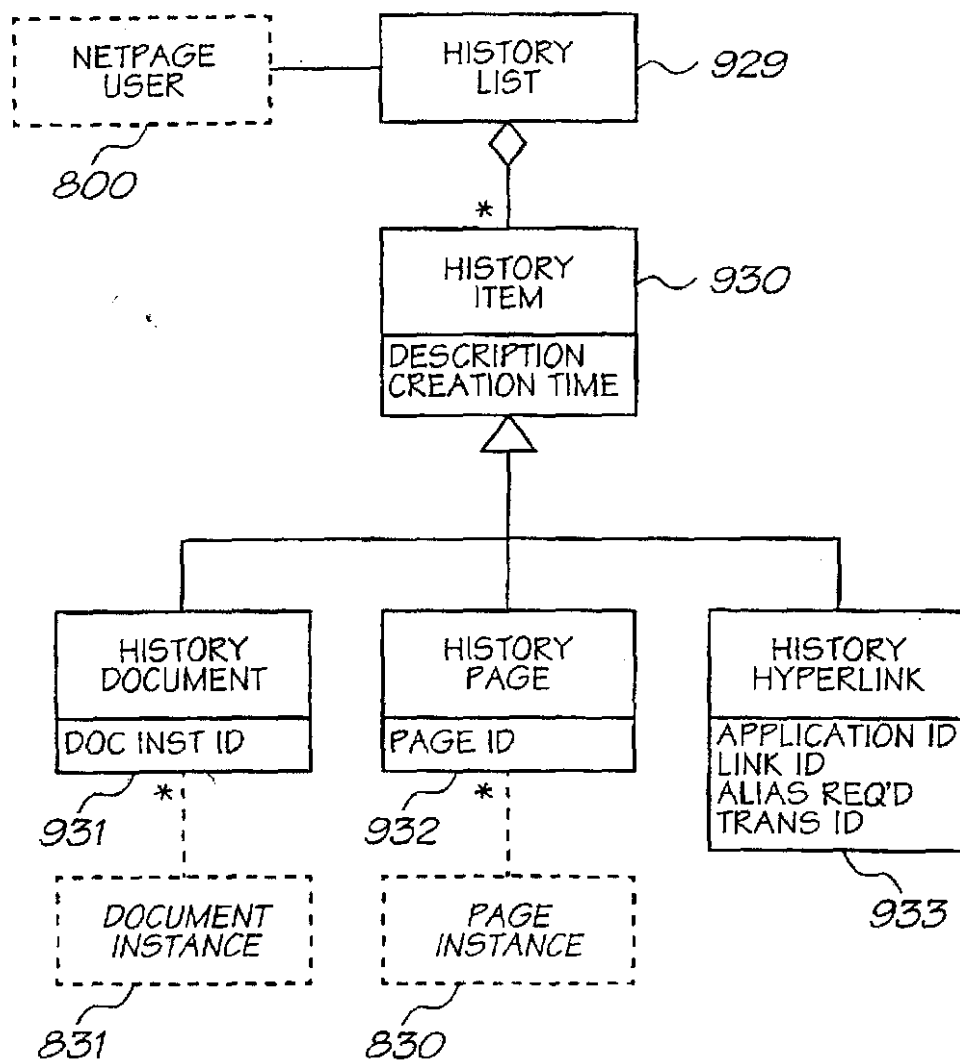 NETPAGE
USER
800
HISTORY
LIST
929
*
HISTORY
ITEM
930
DESCRIPTION
CREATION TIME
HISTORY
DOCUMENT
DOC INST ID
931
*
HISTORY
PAGE
PAGE ID
932
*
HISTORY
HYPERLINK
APPLICATION ID
LINK ID
ALIAS REQ'D
TRANS ID
933
DOCUMENT
INSTANCE
831
PAGE
INSTANCE
830